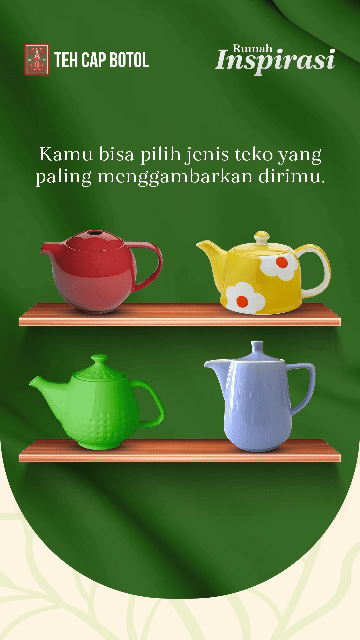 TEH CAP BOTOL
Rumah
Inspirasi
Kamu bisa pilih jenis teko yang
paling menggambarkan dirimu.